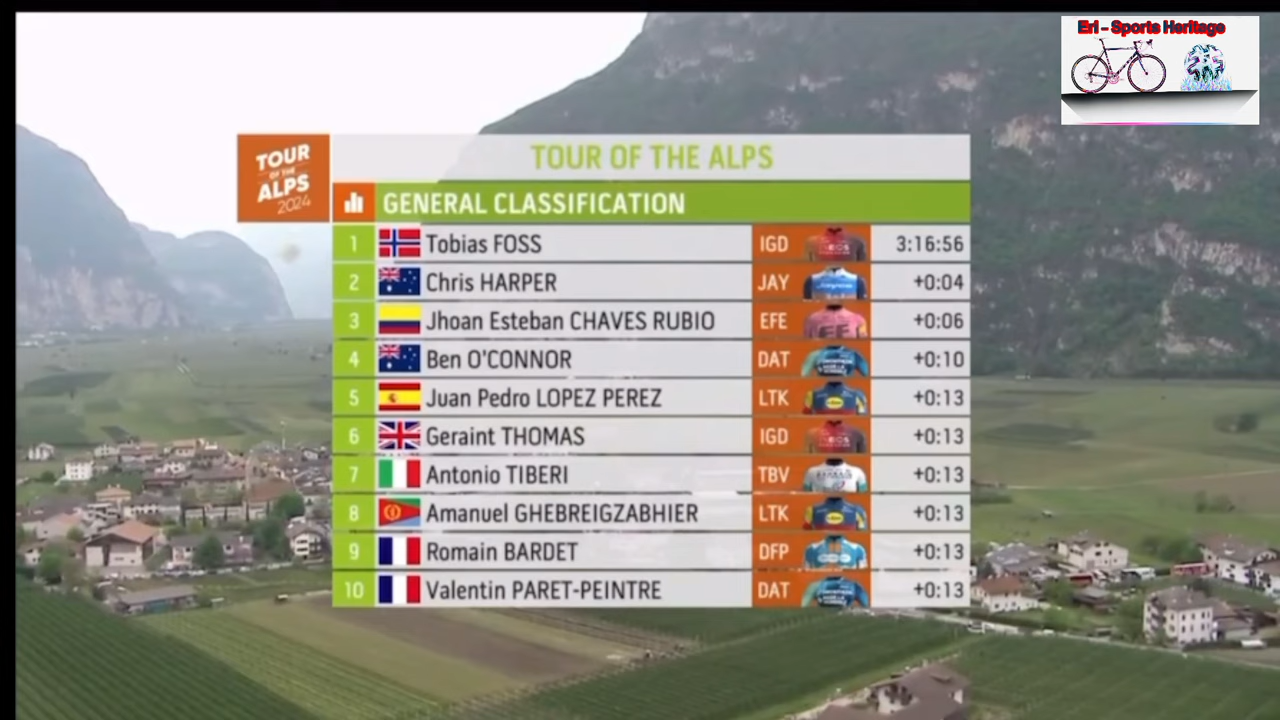 Eri - Sports Heritage
TOUR
OF THE
ALPS
2024
TOUR OF THE ALPS
GENERAL CLASSIFICATION
1 Tobias FOSS IGD 3:16:56
2 Chris HARPER JAY +0:04
3 Jhoan Esteban CHAVES RUBIO EFE +0:06
4 Ben O'CONNOR DAT +0:10
5 Juan Pedro LOPEZ PEREZ LTK +0:13
6 Geraint THOMAS IGD +0:13
7 Antonio TIBERI TBV +0:13
8 Amanuel GHEBREIGZABHIER LTK +0:13
9 Romain BARDET DFP +0:13
10 Valentin PARET-PEINTRE DAT +0:13